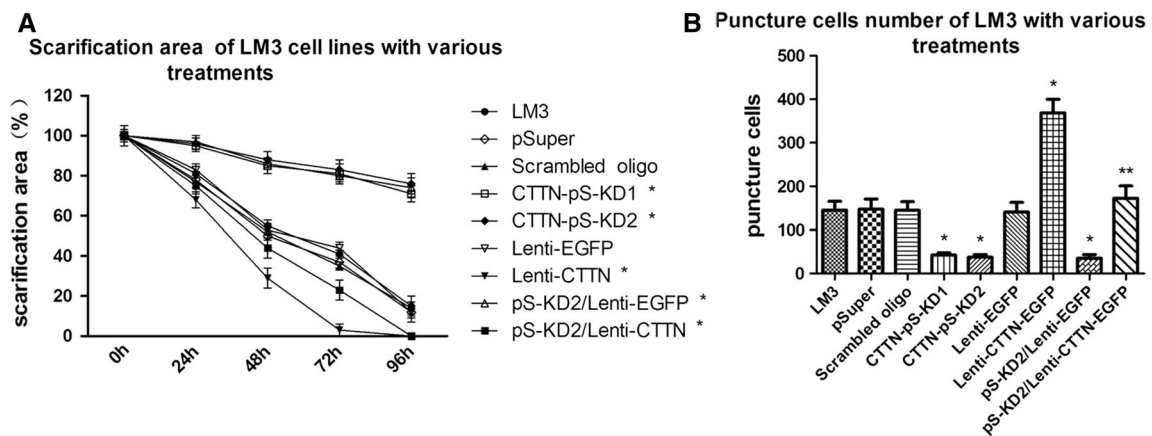 A
Scarification area of LM3 cell lines with various
treatments
scarification area (%)
120
100
80
60
40
20
0
0h
24h
48h
72h
96h
LM3
pSuper
Scrambled oligo
CTTN-pS-KD1 *
CTTN-pS-KD2 *
Lenti-EGFP
Lenti-CTTN *
pS-KD2/Lenti-EGFP *
pS-KD2/Lenti-CTTN *
B
Puncture cells number of LM3 with various
treatments
puncture cells
500
400
300
200
100
0
*
*
*
*
**
LM3
pSuper
Scrambled oligo
CTTN-pS-KD1
CTTN-pS-KD2
Lenti-EGFP
Lenti-CTTN-EGFP
pS-KD2/Lenti-EGFP
pS-KD2/Lenti-CTTN-EGFP